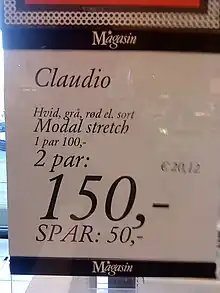 Magasin
Claudio
Hvid, grå, rød el. sort
Modal stretch
1 par 100,-
2 par:
€ 20,12
150,-
SPAR: 50,-
Magasin